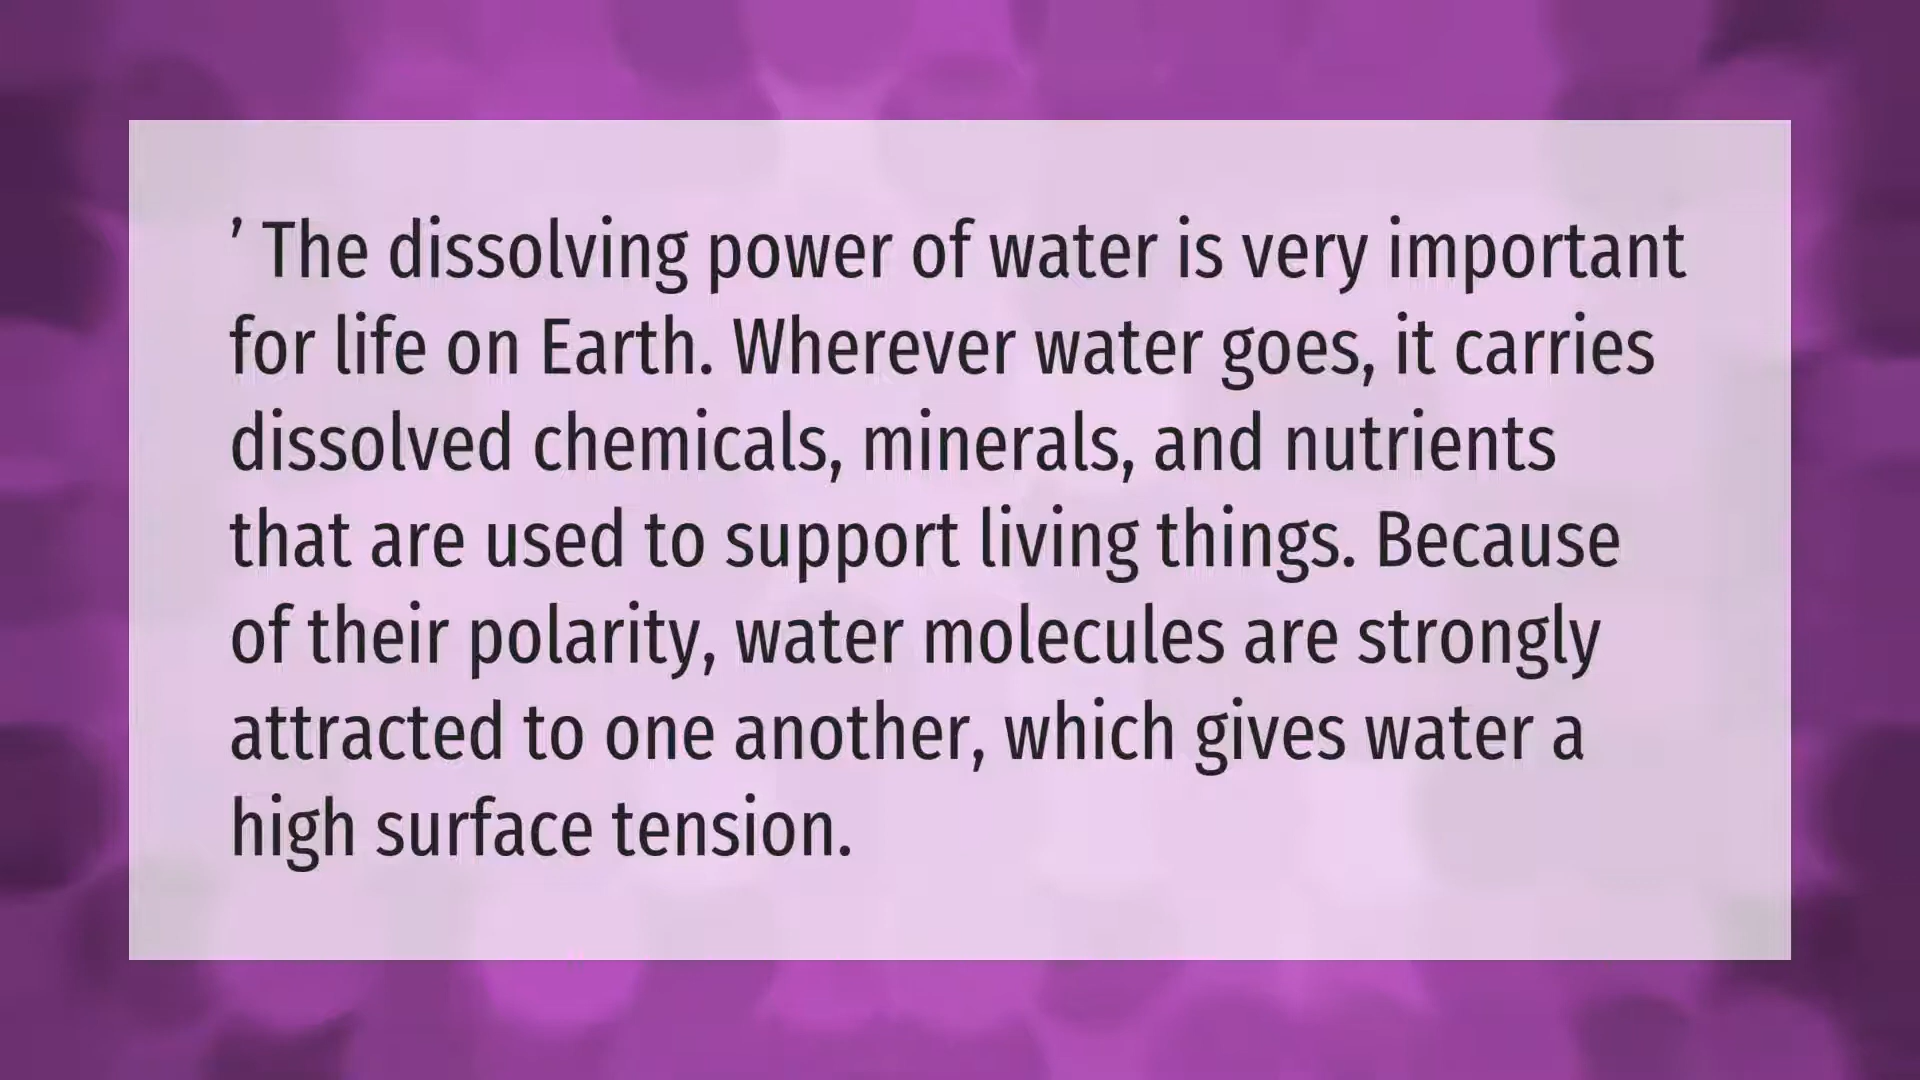 ’ The dissolving power of water is very important
for life on Earth. Wherever water goes, it carries
dissolved chemicals, minerals, and nutrients
that are used to support living things. Because
of their polarity, water molecules are strongly
attracted to one another, which gives water a
high surface tension.